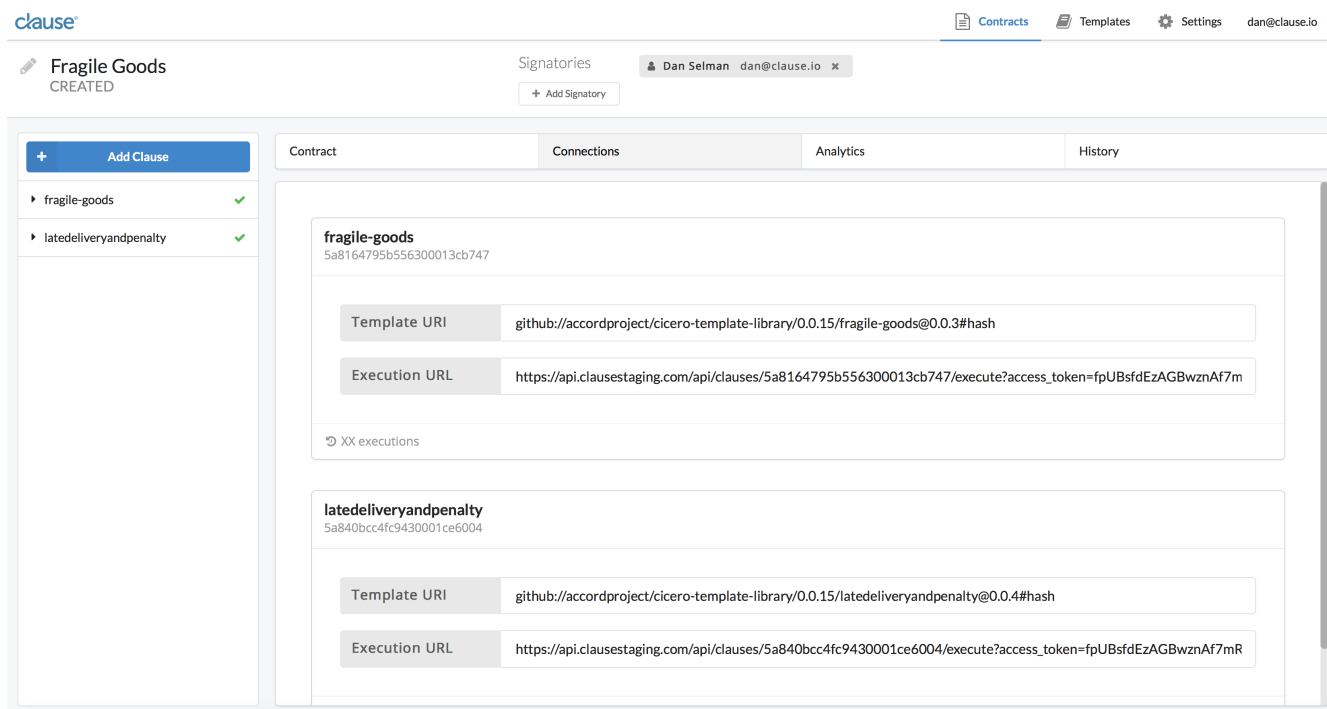 clause
Contracts
Templates
Settings
dan@clause.io
Fragile Goods
CREATED
Signatories
Dan Selman dan@clause.io
Add Signatory
Add Clause
fragile-goods
latedeliveryandpenalty
Contract
Connections
Analytics
History
fragile-goods
5a8164795b556300013cb747
Template URI
github://accordproject/cicero-template-library/0.0.15/fragile-goods@0.0.3#hash
Execution URL
https://api.clausestaging.com/api/clauses/5a8164795b556300013cb747/execute?access_token=fpUBsfdEzAGBwznAf7m
XX executions
latedeliveryandpenalty
5a840bcc4fc9430001ce6004
Template URI
github://accordproject/cicero-template-library/0.0.15/latedeliveryandpenalty@0.0.4#hash
Execution URL
https://api.clausestaging.com/api/clauses/5a840bcc4fc9430001ce6004/execute?access_token=fpUBsfdEzAGBwznAf7mR